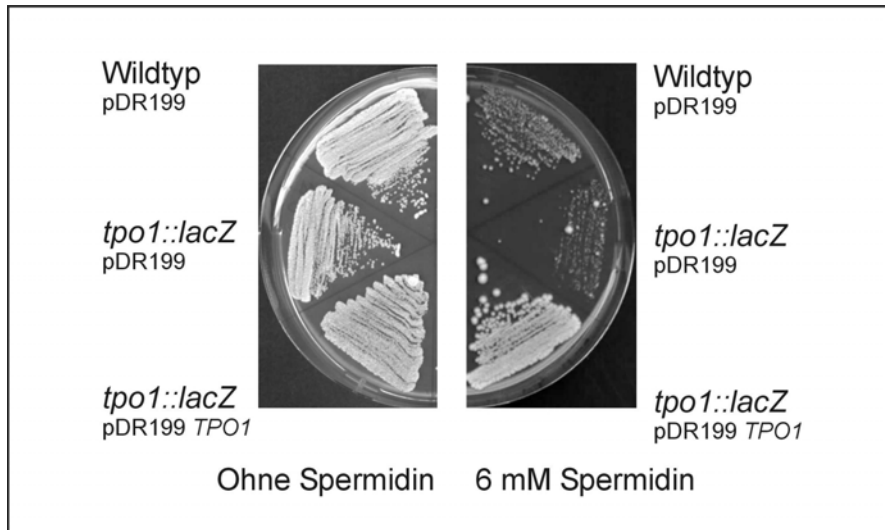 Wildtyp
pDR199
tpo1::lacZ
pDR199
tpo1::lacZ
pDR199 TPO1
Wildtyp
pDR199
tpo1::lacZ
pDR199
tpo1::lacZ
pDR199 TPO1
Ohne Spermidin
6 mM Spermidin